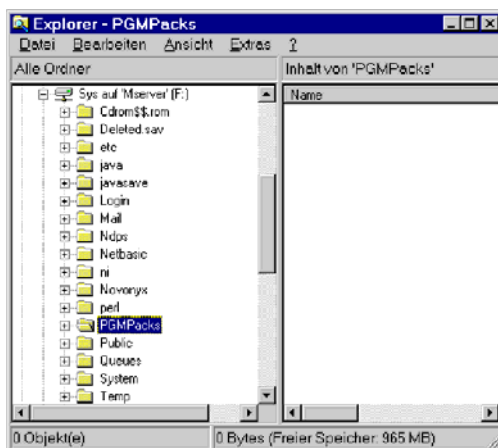 Explorer - PGMPacks
Datei Bearbeiten Ansicht Extras ?
Alle Ordner
Inhalt von 'PGMPacks'
Name
Sys auf 'Mserver' (F:)
Cdrom$$.rom
Deleted.sav
etc
java
javasave
Login
Mail
Ndps
Netbasic
ni
Novonyx
perl
PGMPacks
Public
Queues
System
Temp
0 Objekt(e)
0 Bytes (Freier Speicher: 965 MB)